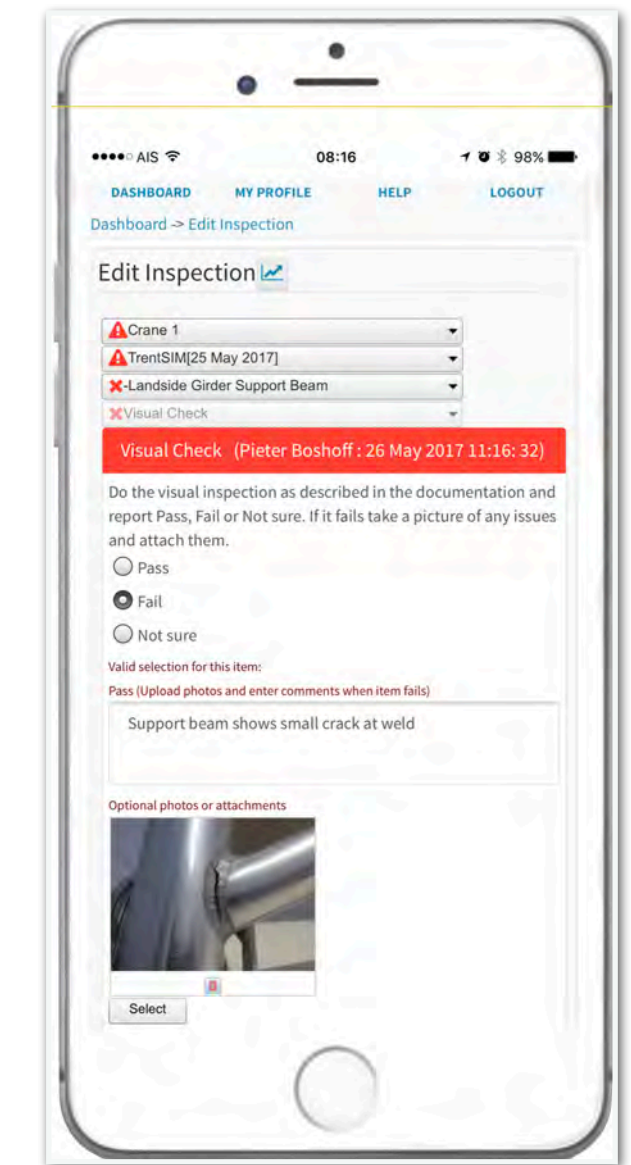 AIS 08:16 98%
DASHBOARD MY PROFILE HELP LOGOUT
Dashboard -> Edit Inspection
Edit Inspection
Crane 1
TrentSIM[25 May 2017]
-Landside Girder Support Beam
Visual Check
Visual Check (Pieter Boshoff : 26 May 2017 11:16: 32)
Do the visual inspection as described in the documentation and
report Pass, Fail or Not sure. If it fails take a picture of any issues
and attach them.
Pass
Fail
Not sure
Valid selection for this item:
Pass (Upload photos and enter comments when item fails)
Support beam shows small crack at weld
Optional photos or attachments
Select